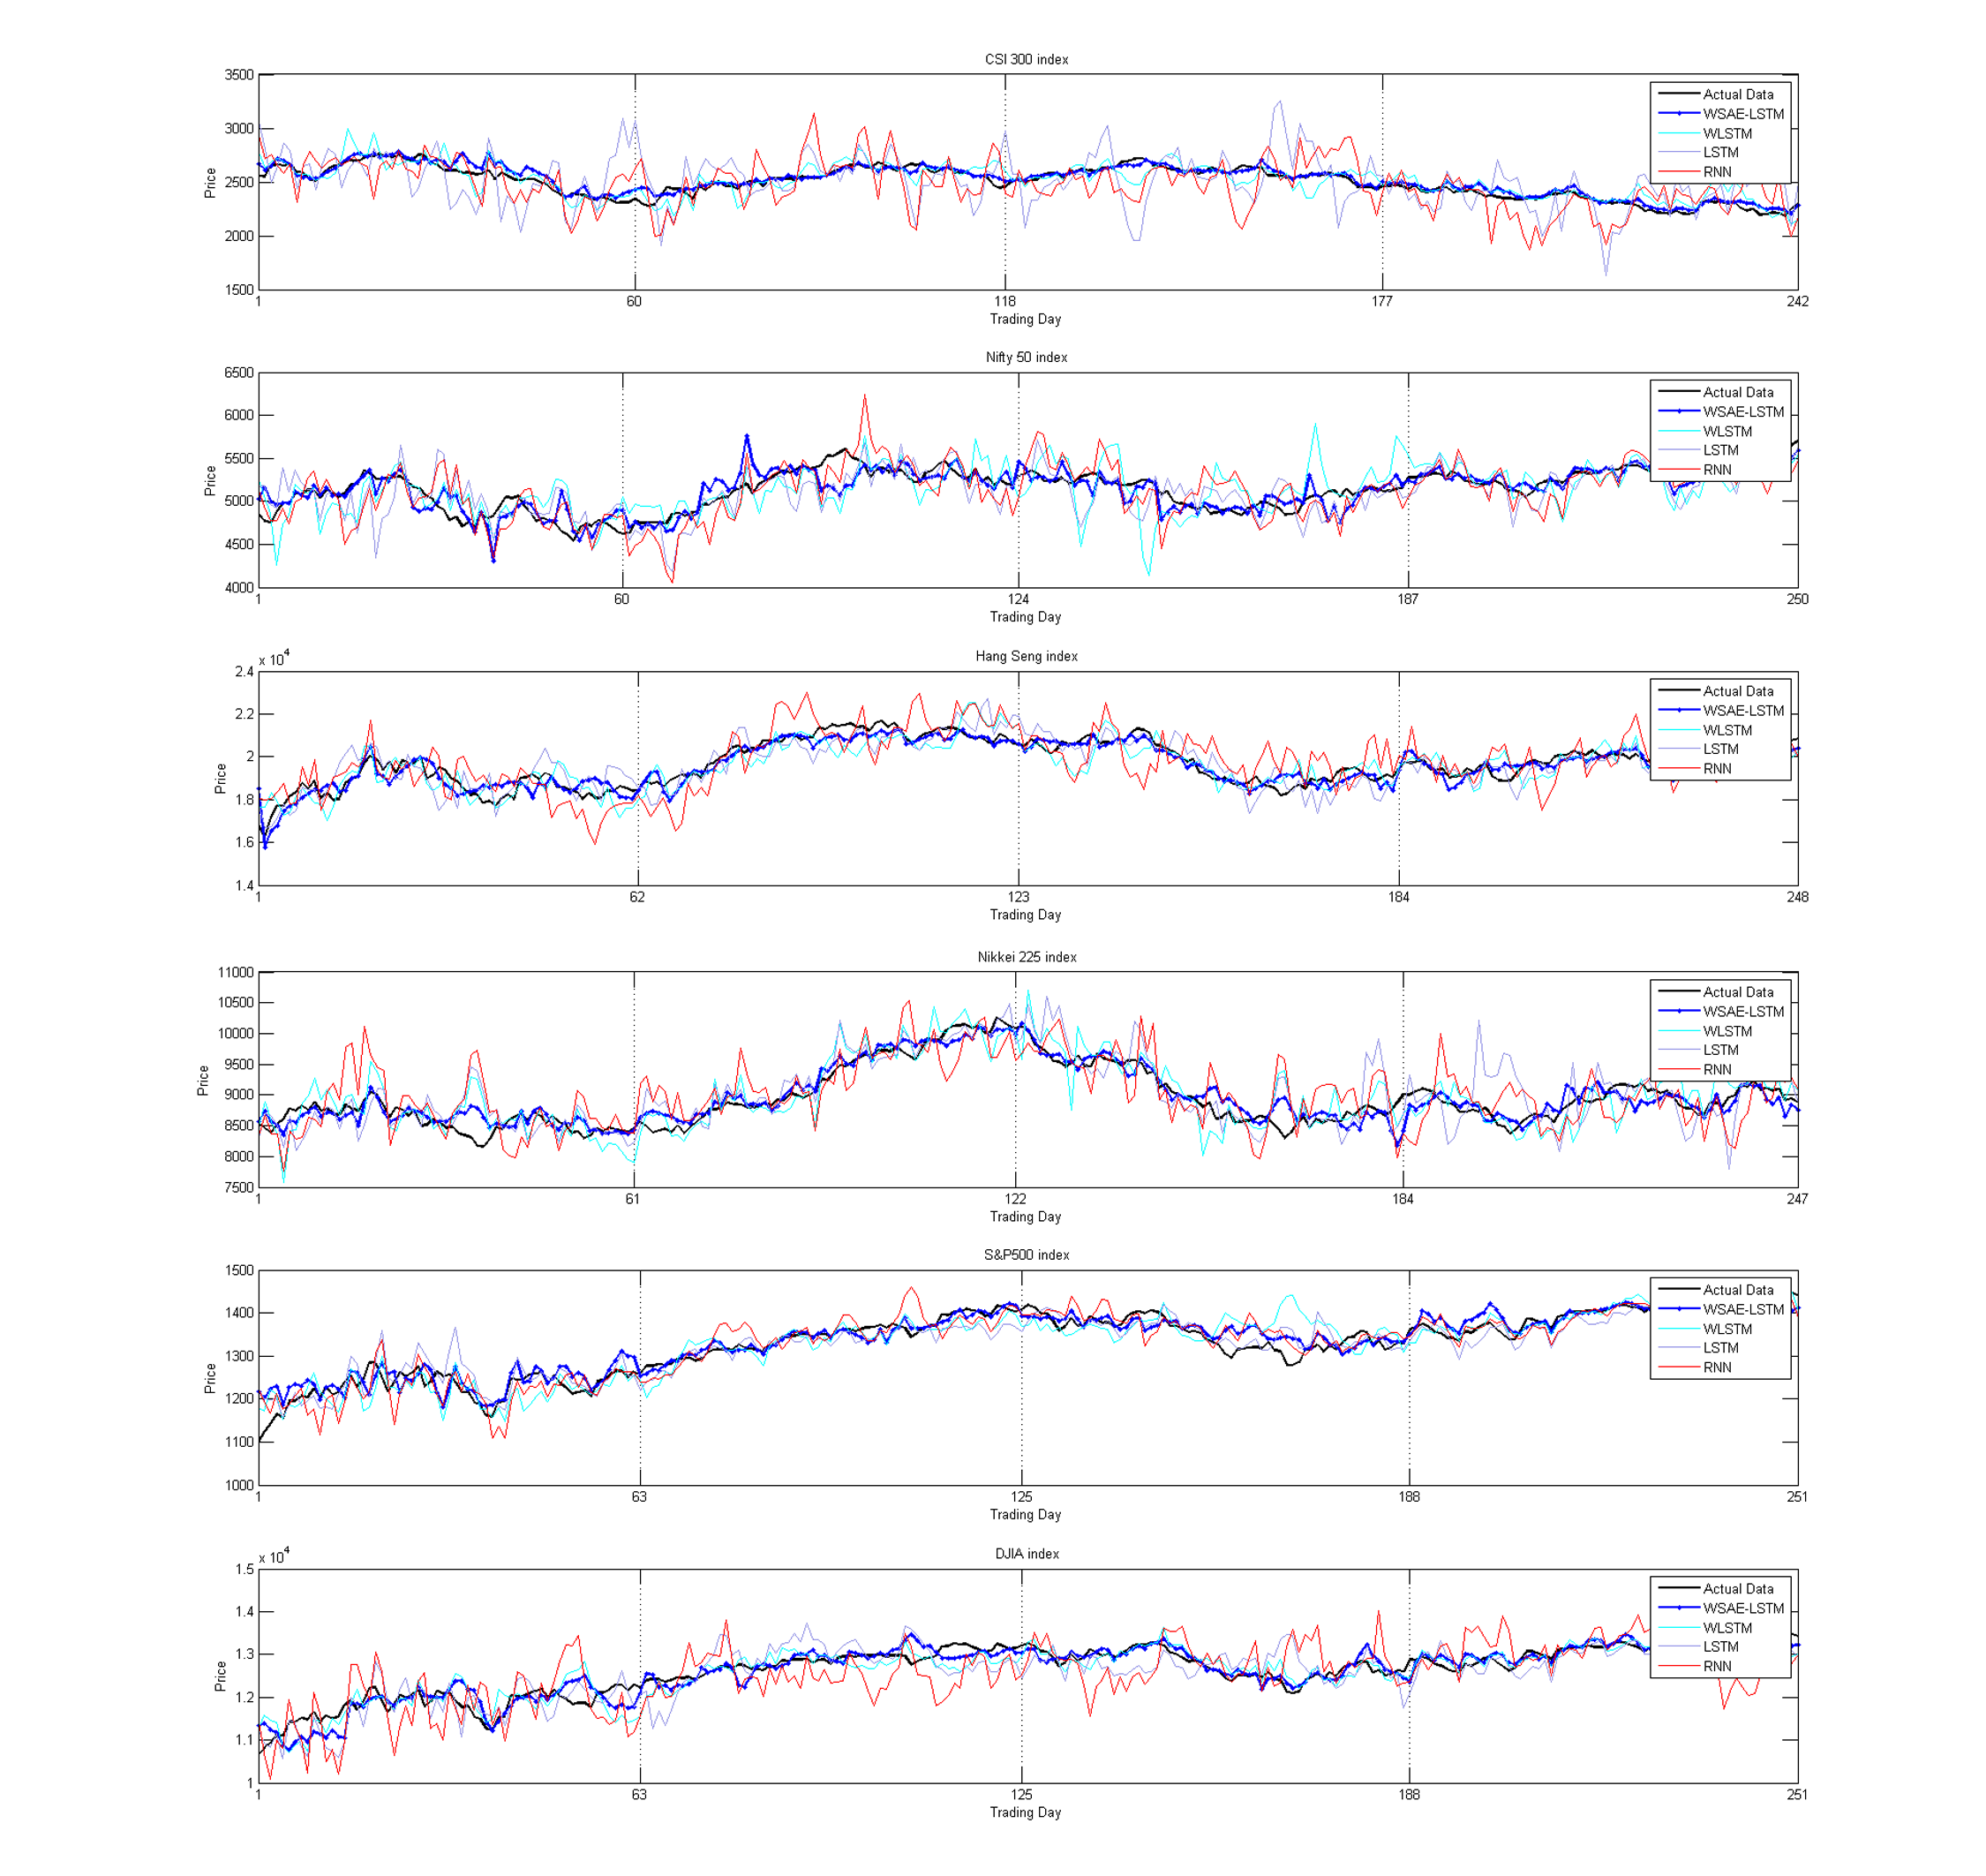 CSI 300 index
3500
3000
2500
2000
1500
Price
1 60 118 177 242
Trading Day
Actual Data
WSAE-LSTM
WLSTM
LSTM
RNN
Nifty 50 index
6500
6000
5500
5000
4500
4000
Price
1 60 124 187 250
Trading Day
Actual Data
WSAE-LSTM
WLSTM
LSTM
RNN
Hang Seng index
x 10^4
2.4
2.2
2
1.8
1.6
1.4
Price
1 62 123 184 248
Trading Day
Actual Data
WSAE-LSTM
WLSTM
LSTM
RNN
Nikkei 225 index
11000
10500
10000
9500
9000
8500
8000
7500
Price
1 61 122 184 247
Trading Day
Actual Data
WSAE-LSTM
WLSTM
LSTM
RNN
S&P500 index
1500
1400
1300
1200
1100
1000
Price
1 63 125 188 251
Trading Day
Actual Data
WSAE-LSTM
WLSTM
LSTM
RNN
DJIA index
x 10^4
1.5
1.4
1.3
1.2
1.1
1
Price
1 63 125 188 251
Trading Day
Actual Data
WSAE-LSTM
WLSTM
LSTM
RNN